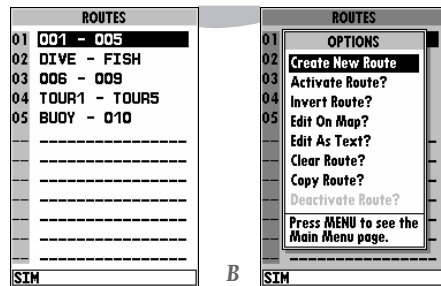 ROUTES
01 001 - 005
02 DIVE - FISH
03 006 - 009
04 TOUR1 - TOUR5
05 BUOY - 010
-- --------------
-- --------------
-- --------------
-- --------------
-- --------------
-- --------------
SIM
B
ROUTES
01
02
03
04
05
--
--
--
--
--
--
OPTIONS
Create New Route
Activate Route?
Invert Route?
Edit On Map?
Edit As Text?
Clear Route?
Copy Route?
Deactivate Route?
Press MENU to see the
Main Menu page.
SIM